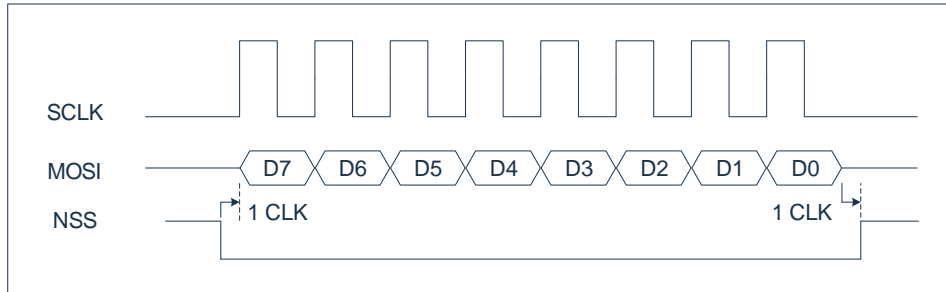 SCLK
MOSI D7 D6 D5 D4 D3 D2 D1 D0
1 CLK 1 CLK
NSS